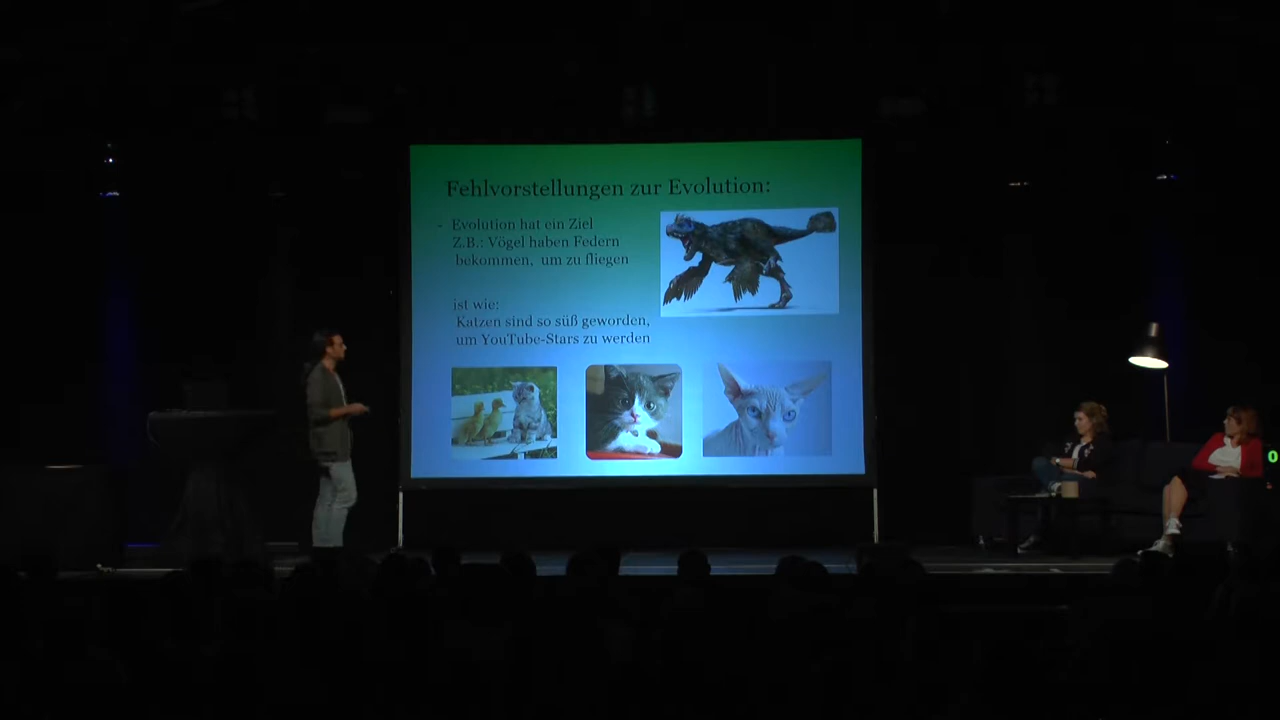 Fehlvorstellungen zur Evolution:
- Evolution hat ein Ziel
Z.B.: Vögel haben Federn
bekommen, um zu fliegen
ist wie:
Katzen sind so süß geworden,
um YouTube-Stars zu werden
0